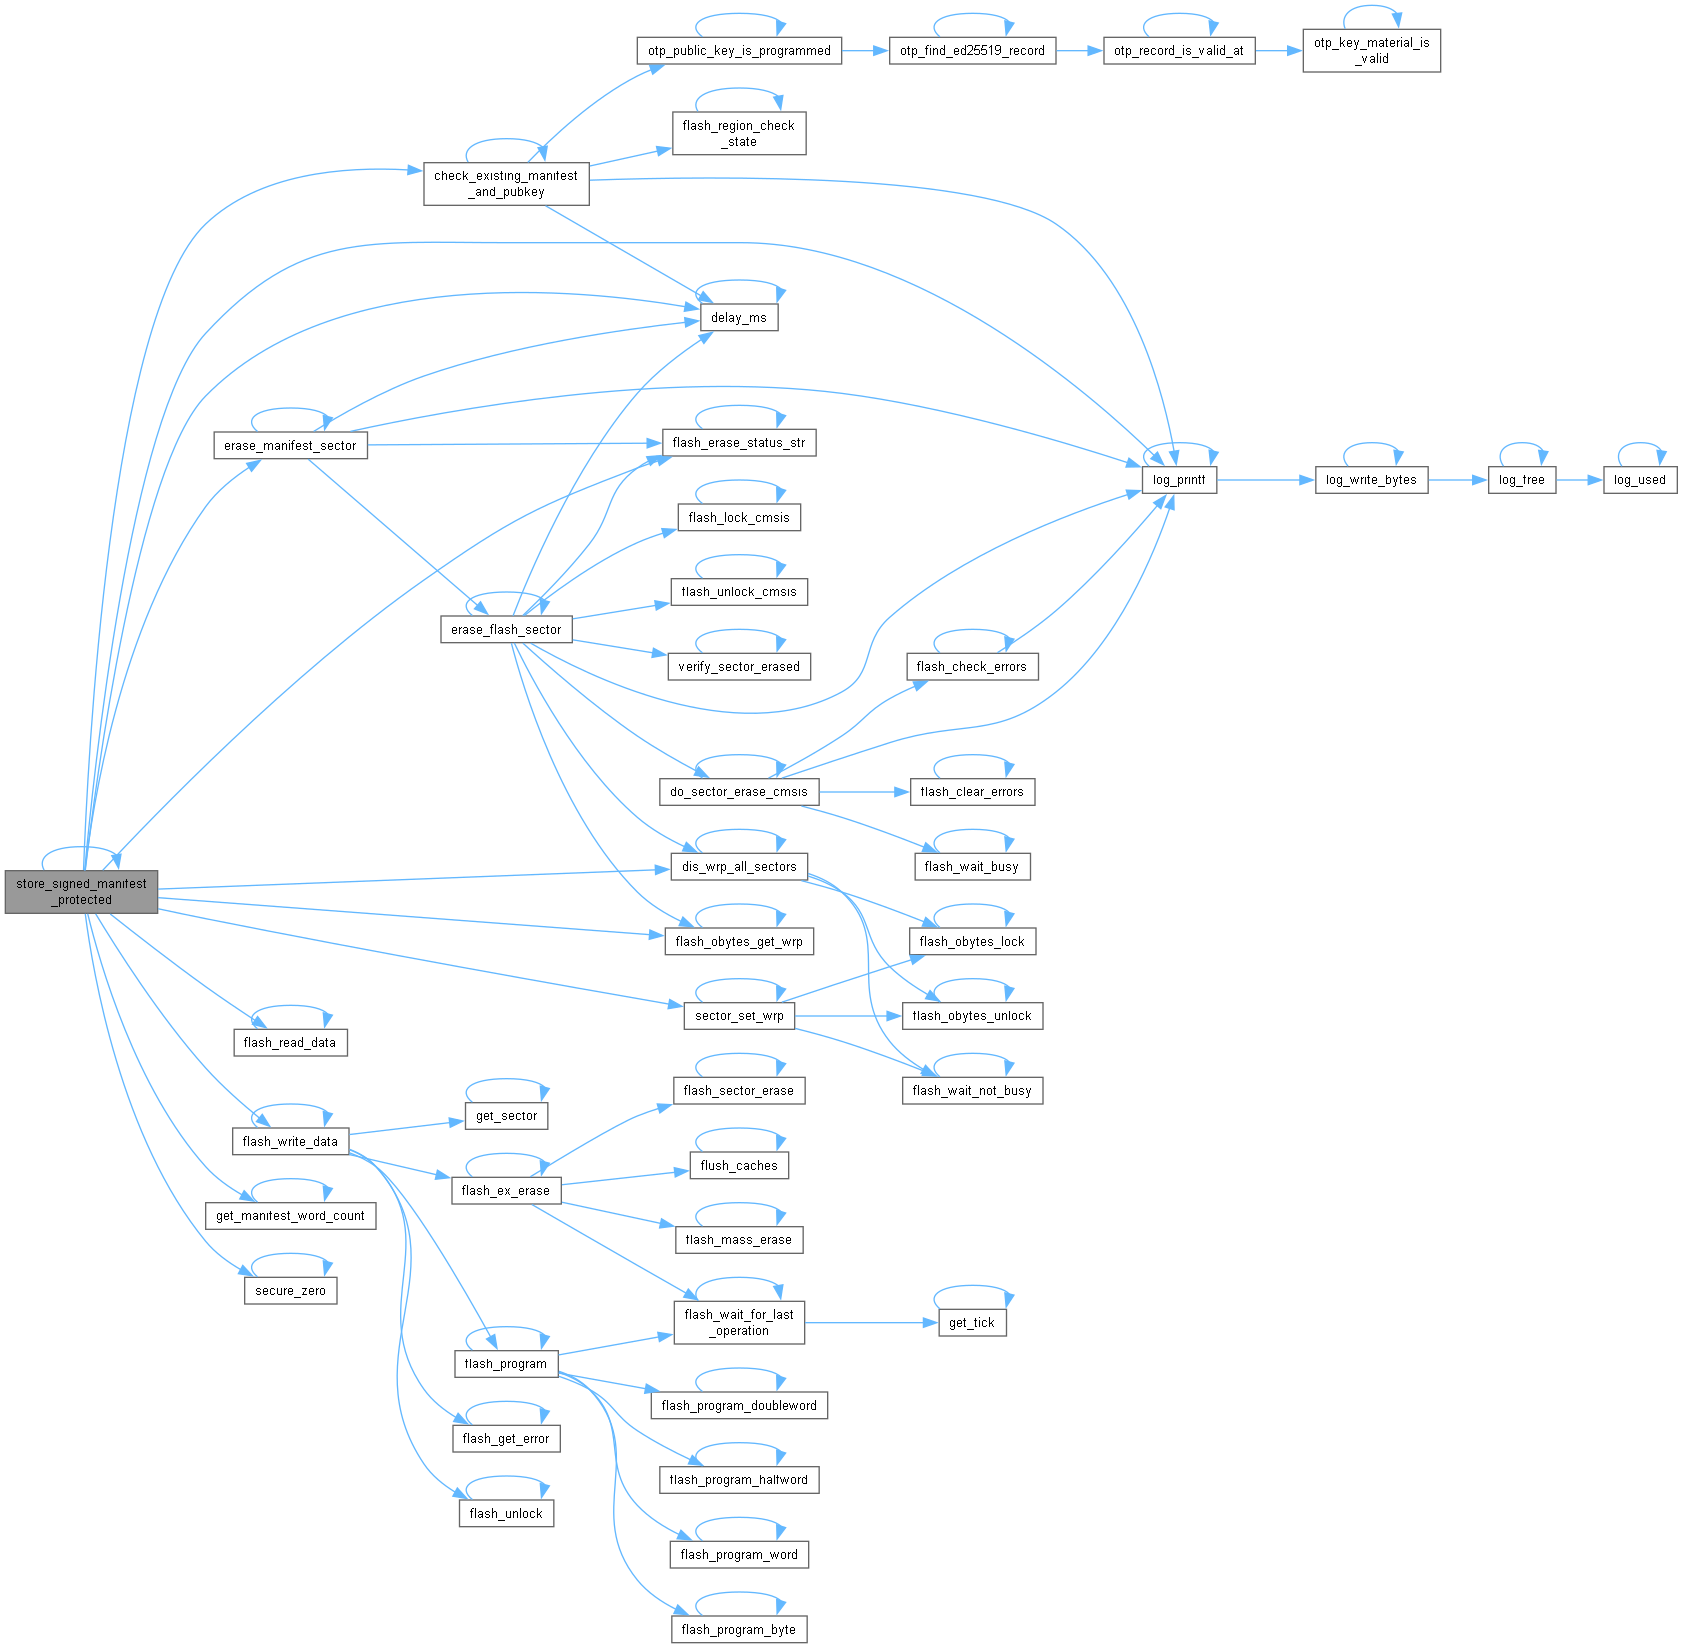 otp_public_key_is_programmed
otp_find_ed25519_record
otp_record_is_valid_at
otp_key_material_is
_valid
flash_region_check
_state
check_existing_manifest
_and_pubkey
delay_ms
erase_manifest_sector
flash_erase_status_str
log_printf
log_write_bytes
log_free
log_used
flash_lock_cmsis
flash_unlock_cmsis
erase_flash_sector
verify_sector_erased
flash_check_errors
do_sector_erase_cmsis
flash_clear_errors
dis_wrp_all_sectors
flash_wait_busy
store_signed_manifest
_protected
flash_obytes_get_wrp
flash_obytes_lock
sector_set_wrp
flash_obytes_unlock
flash_read_data
flash_sector_erase
flash_wait_not_busy
get_sector
flash_write_data
flush_caches
flash_ex_erase
get_manifest_word_count
flash_mass_erase
secure_zero
flash_wait_for_last
_operation
get_tick
flash_program
flash_program_doubleword
flash_get_error
flash_program_halfword
flash_unlock
flash_program_word
flash_program_byte